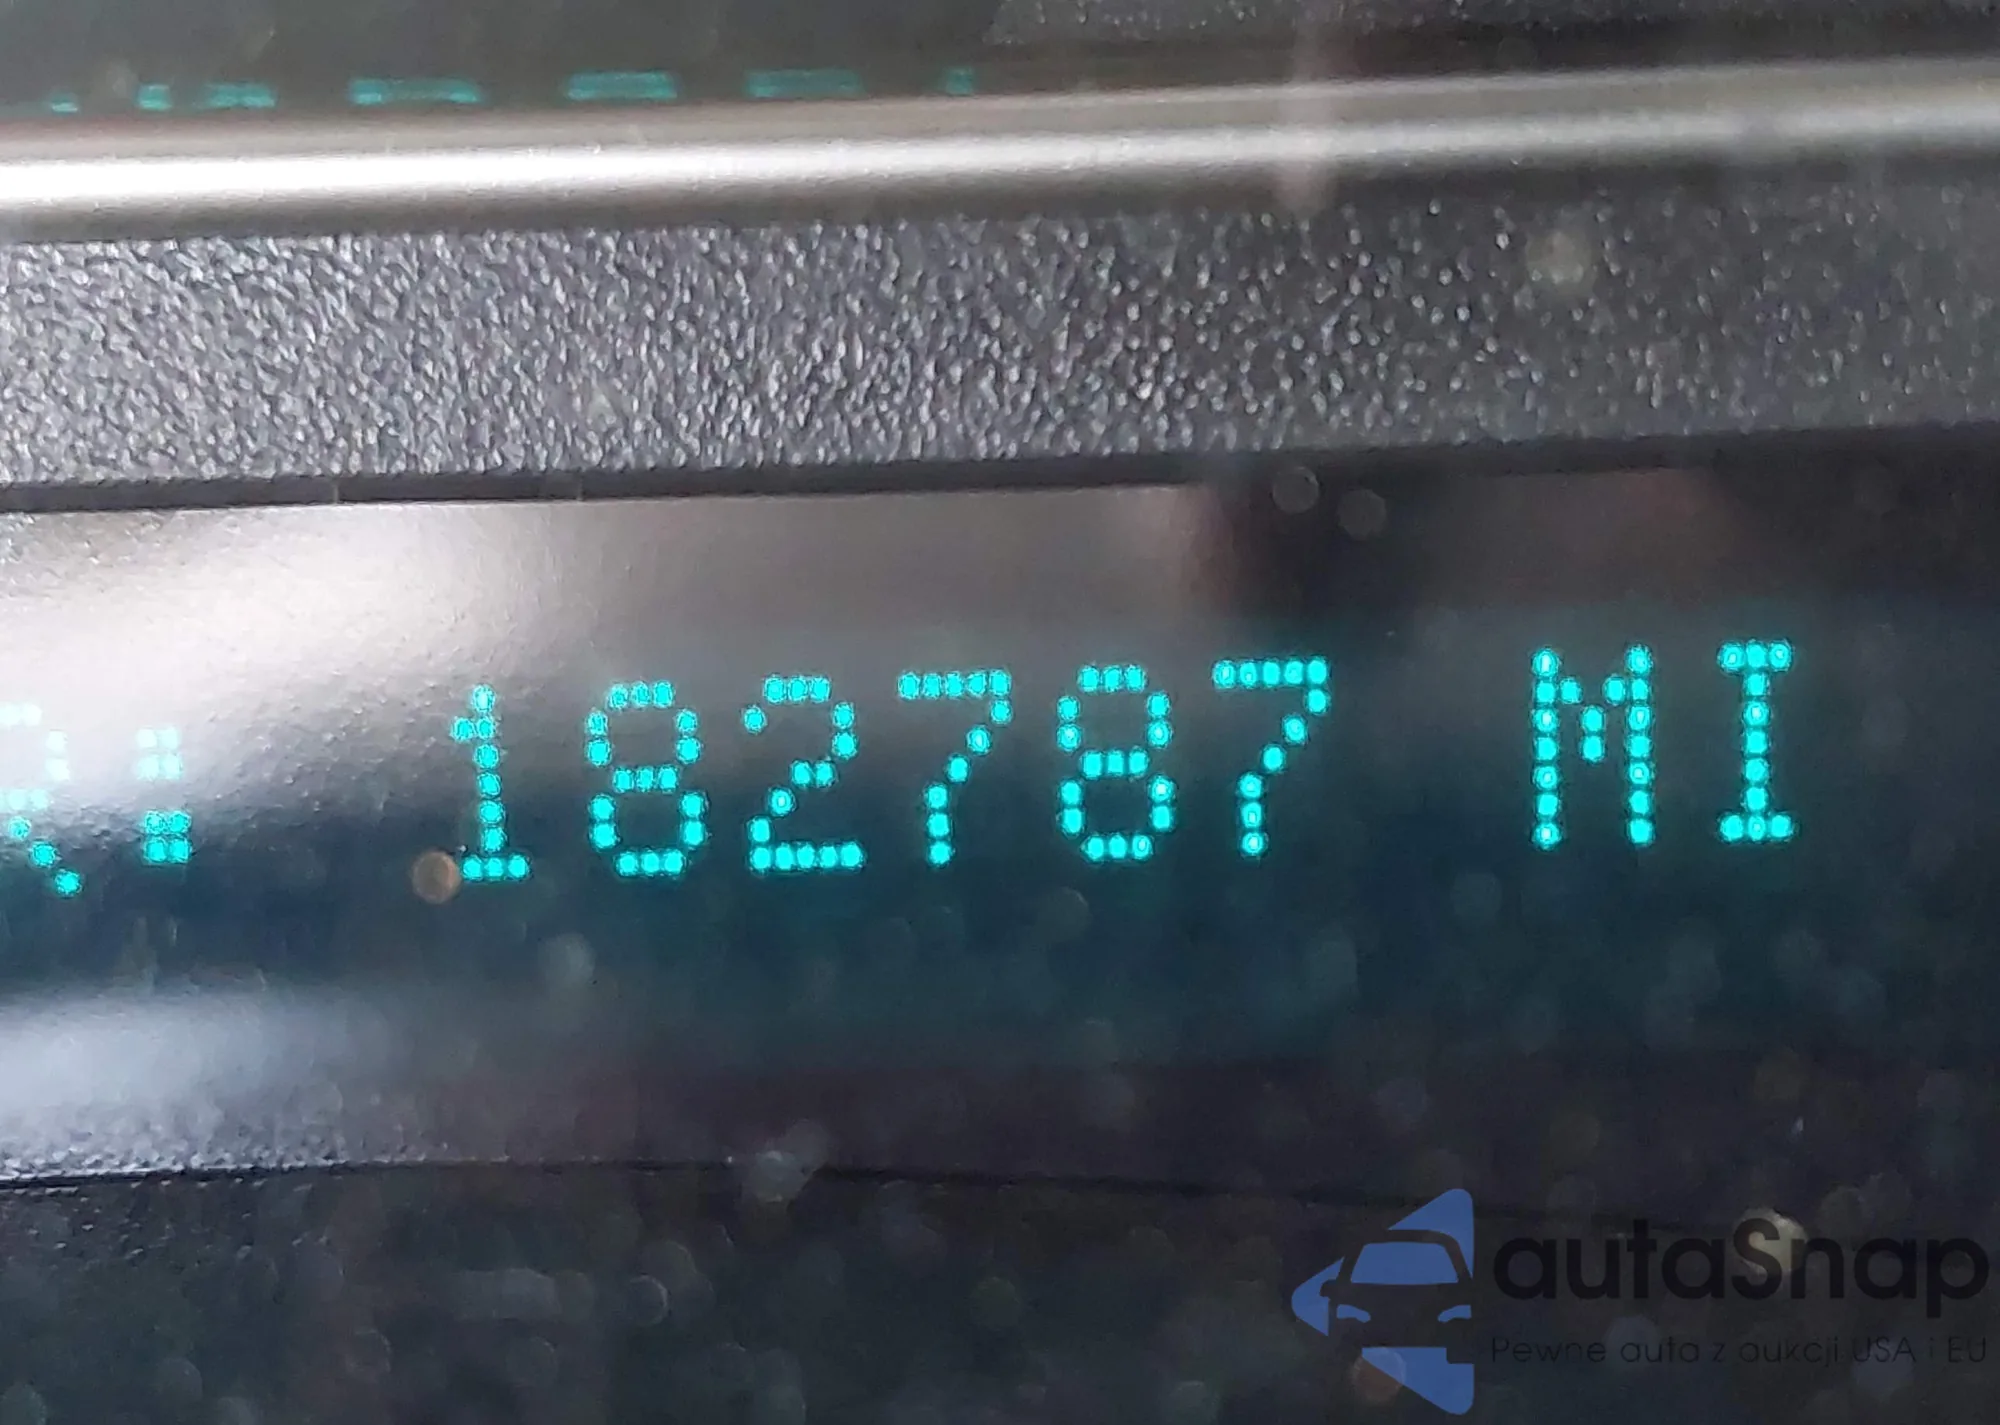 R: 182787 MI
autaSnap
Pewne auta z aukcji USA i EU